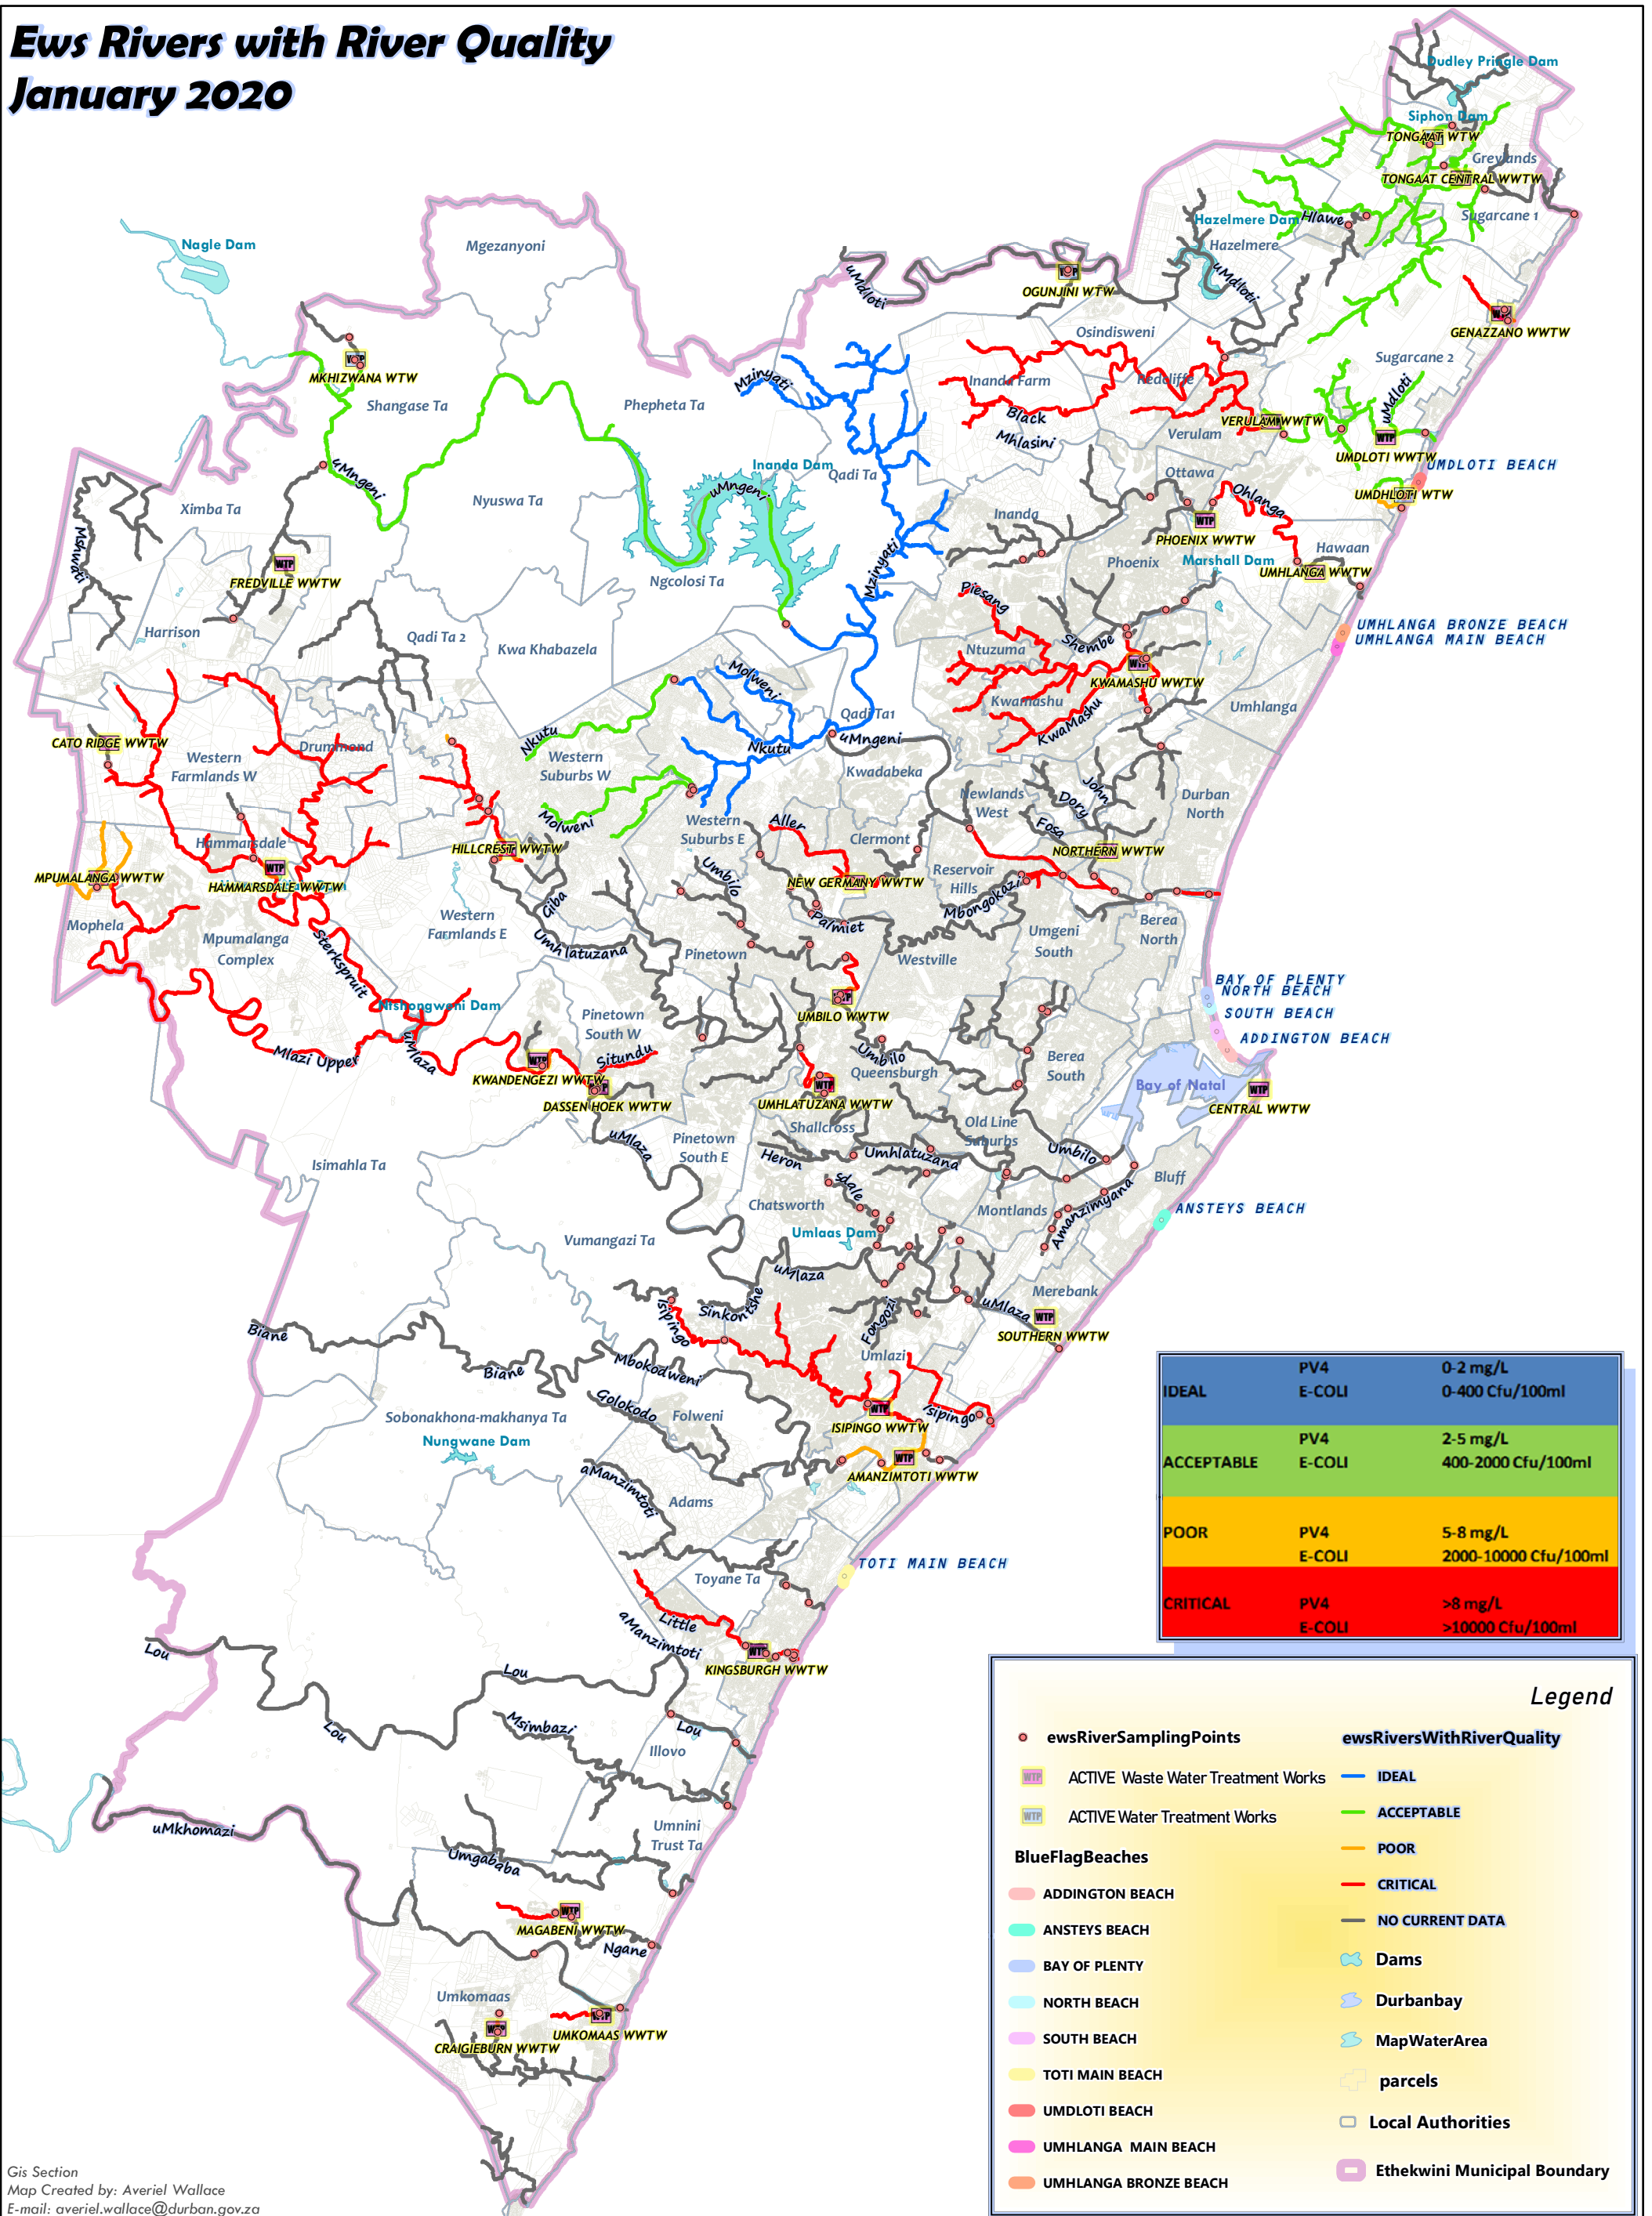 Ews Rivers with River Quality
January 2020
Dudley Pringle Dam
Siphon Dam
TONGAAT WTW
Greylands
TONGAAT CENTRAL WWTW
Sugarcane 1
Hlawe
Hazelmere Dam
Hazelmere
Nagle Dam
Mgezanyoni
uMdloti
uMdloti
OGUNJINI WTW
GENAZZANO WWTW
Osindisweni
Sugarcane 2
MKHIZWANA WTW
Shangase Ta
Phepheta Ta
Mzinyati
Inanda Farm
Redcliffe
Black
Mhlasini
uMdloti
VERULAM WWTW
Verulam
UMDLOTI WWTW
UMDLOTI BEACH
Inanda Dam
Qadi Ta
Ottawa
uMngeni
uMngeni
Ohlanga
UMDHLOTI WTW
Ximba Ta
Nyuswa Ta
Inanda
PHOENIX WWTW
Mshwati
Mzinyati
Phoenix
Marshall Dam
Hawaan
UMHLANGA WWTW
FREDVILLE WWTW
Ngcolosi Ta
Piesang
UMHLANGA BRONZE BEACH
UMHLANGA MAIN BEACH
Harrison
Qadi Ta 2
Kwa Khabazela
Shembe
Ntuzuma
KWAMASHU WWTW
Molweni
Kwamashu
KwaMashu
Umhlanga
Qadi Ta1
uMngeni
CATO RIDGE WWTW
Drummond
Nkutu
Nkutu
Western
Farmlands W
Western
Suburbs W
Kwadabeka
Newlands
West
John
Dory
Durban
North
Molweni
Western
Suburbs E
Aller
Clermont
Fosa
NORTHERN WWTW
Hammarsdale
HILLCREST WWTW
MPUMALANGA WWTW
HAMMARSDALE WWTW
Umbilo
NEW GERMANY WWTW
Reservoir
Hills
Mbongokazi
Giba
Palmiet
Mophela
Western
Farmlands E
Berea
North
Mpumalanga
Complex
Sterkspruit
Umhlatuzana
Pinetown
Westville
Umgeni
South
BAY OF PLENTY
NORTH BEACH
SOUTH BEACH
Ntshongweni Dam
Pinetown
South W
UMBILO WWTW
ADDINGTON BEACH
Mlazi Upper
uMlaza
Situndu
Umbilo
Queensburgh
Berea
South
Bay of Natal
KWANDENGEZI WWTW
DASSEN HOEK WWTW
UMHLATUZANA WWTW
CENTRAL WWTW
Shallcross
Old Line
Suburbs
uMlaza
Pinetown
South E
Heron
sdale
Umhlatuzana
Umbilo
Isimahla Ta
Bluff
Chatsworth
Montlands
Amanzimyana
ANSTEYS BEACH
Vumangazi Ta
Umlaas Dam
uMlaza
Merebank
Isipingo
Sinkontshe
Fongozi
uMlaza
SOUTHERN WWTW
Biane
Biane
Mbokodweni
Umlazi
Golokodo
Folweni
Isipingo
ISIPINGO WWTW
Sobonakhona-makhanya Ta
Nungwane Dam
AMANZIMTOTI WWTW
aManzimtoti
Adams
TOTI MAIN BEACH
Toyane Ta
Little
aManzimtoti
KINGSBURGH WWTW
Lou
Lou
Lou
Lou
Msimbazi
Illovo
uMkhomazi
Umnini
Trust Ta
Umgababa
MAGABENI WWTW
Ngane
Umkomaas
UMKOMAAS WWTW
CRAIGIEBURN WWTW
PV4 0-2 mg/L
IDEAL E-COLI 0-400 Cfu/100ml
PV4 2-5 mg/L
ACCEPTABLE E-COLI 400-2000 Cfu/100ml
POOR PV4 5-8 mg/L
E-COLI 2000-10000 Cfu/100ml
CRITICAL PV4 >8 mg/L
E-COLI >10000 Cfu/100ml
Legend
ewsRiverSamplingPoints
WTP ACTIVE Waste Water Treatment Works
WTP ACTIVE Water Treatment Works
BlueFlagBeaches
ADDINGTON BEACH
ANSTEYS BEACH
BAY OF PLENTY
NORTH BEACH
SOUTH BEACH
TOTI MAIN BEACH
UMDLOTI BEACH
UMHLANGA MAIN BEACH
UMHLANGA BRONZE BEACH
ewsRiversWithRiverQuality
IDEAL
ACCEPTABLE
POOR
CRITICAL
NO CURRENT DATA
Dams
Durbanbay
MapWaterArea
parcels
Local Authorities
Ethekwini Municipal Boundary
Gis Section
Map Created by: Averiel Wallace
E-mail: averiel.wallace@durban.gov.za